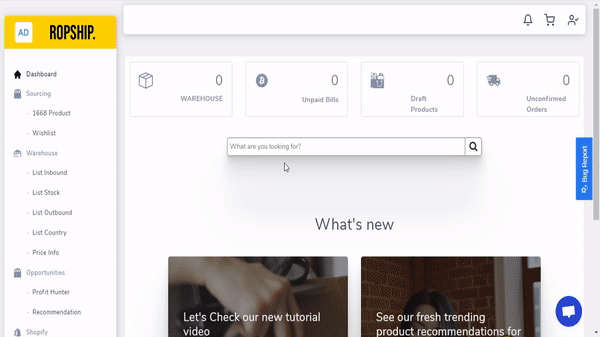 AD ROPSHIP.
Dashboard
Sourcing
1668 Product
Wishlist
Warehouse
List Inbound
List Stock
List Outbound
List Country
Price Info
Opportunities
Profit Hunter
Recommendation
Shopify
0
WAREHOUSE
0
Unpaid Bills
0
Draft
Products
0
Unconfirmed
Orders
What are you looking for?
Bug Report
What's new
Let's Check our new tutorial
video
See our fresh trending
product recommendations for